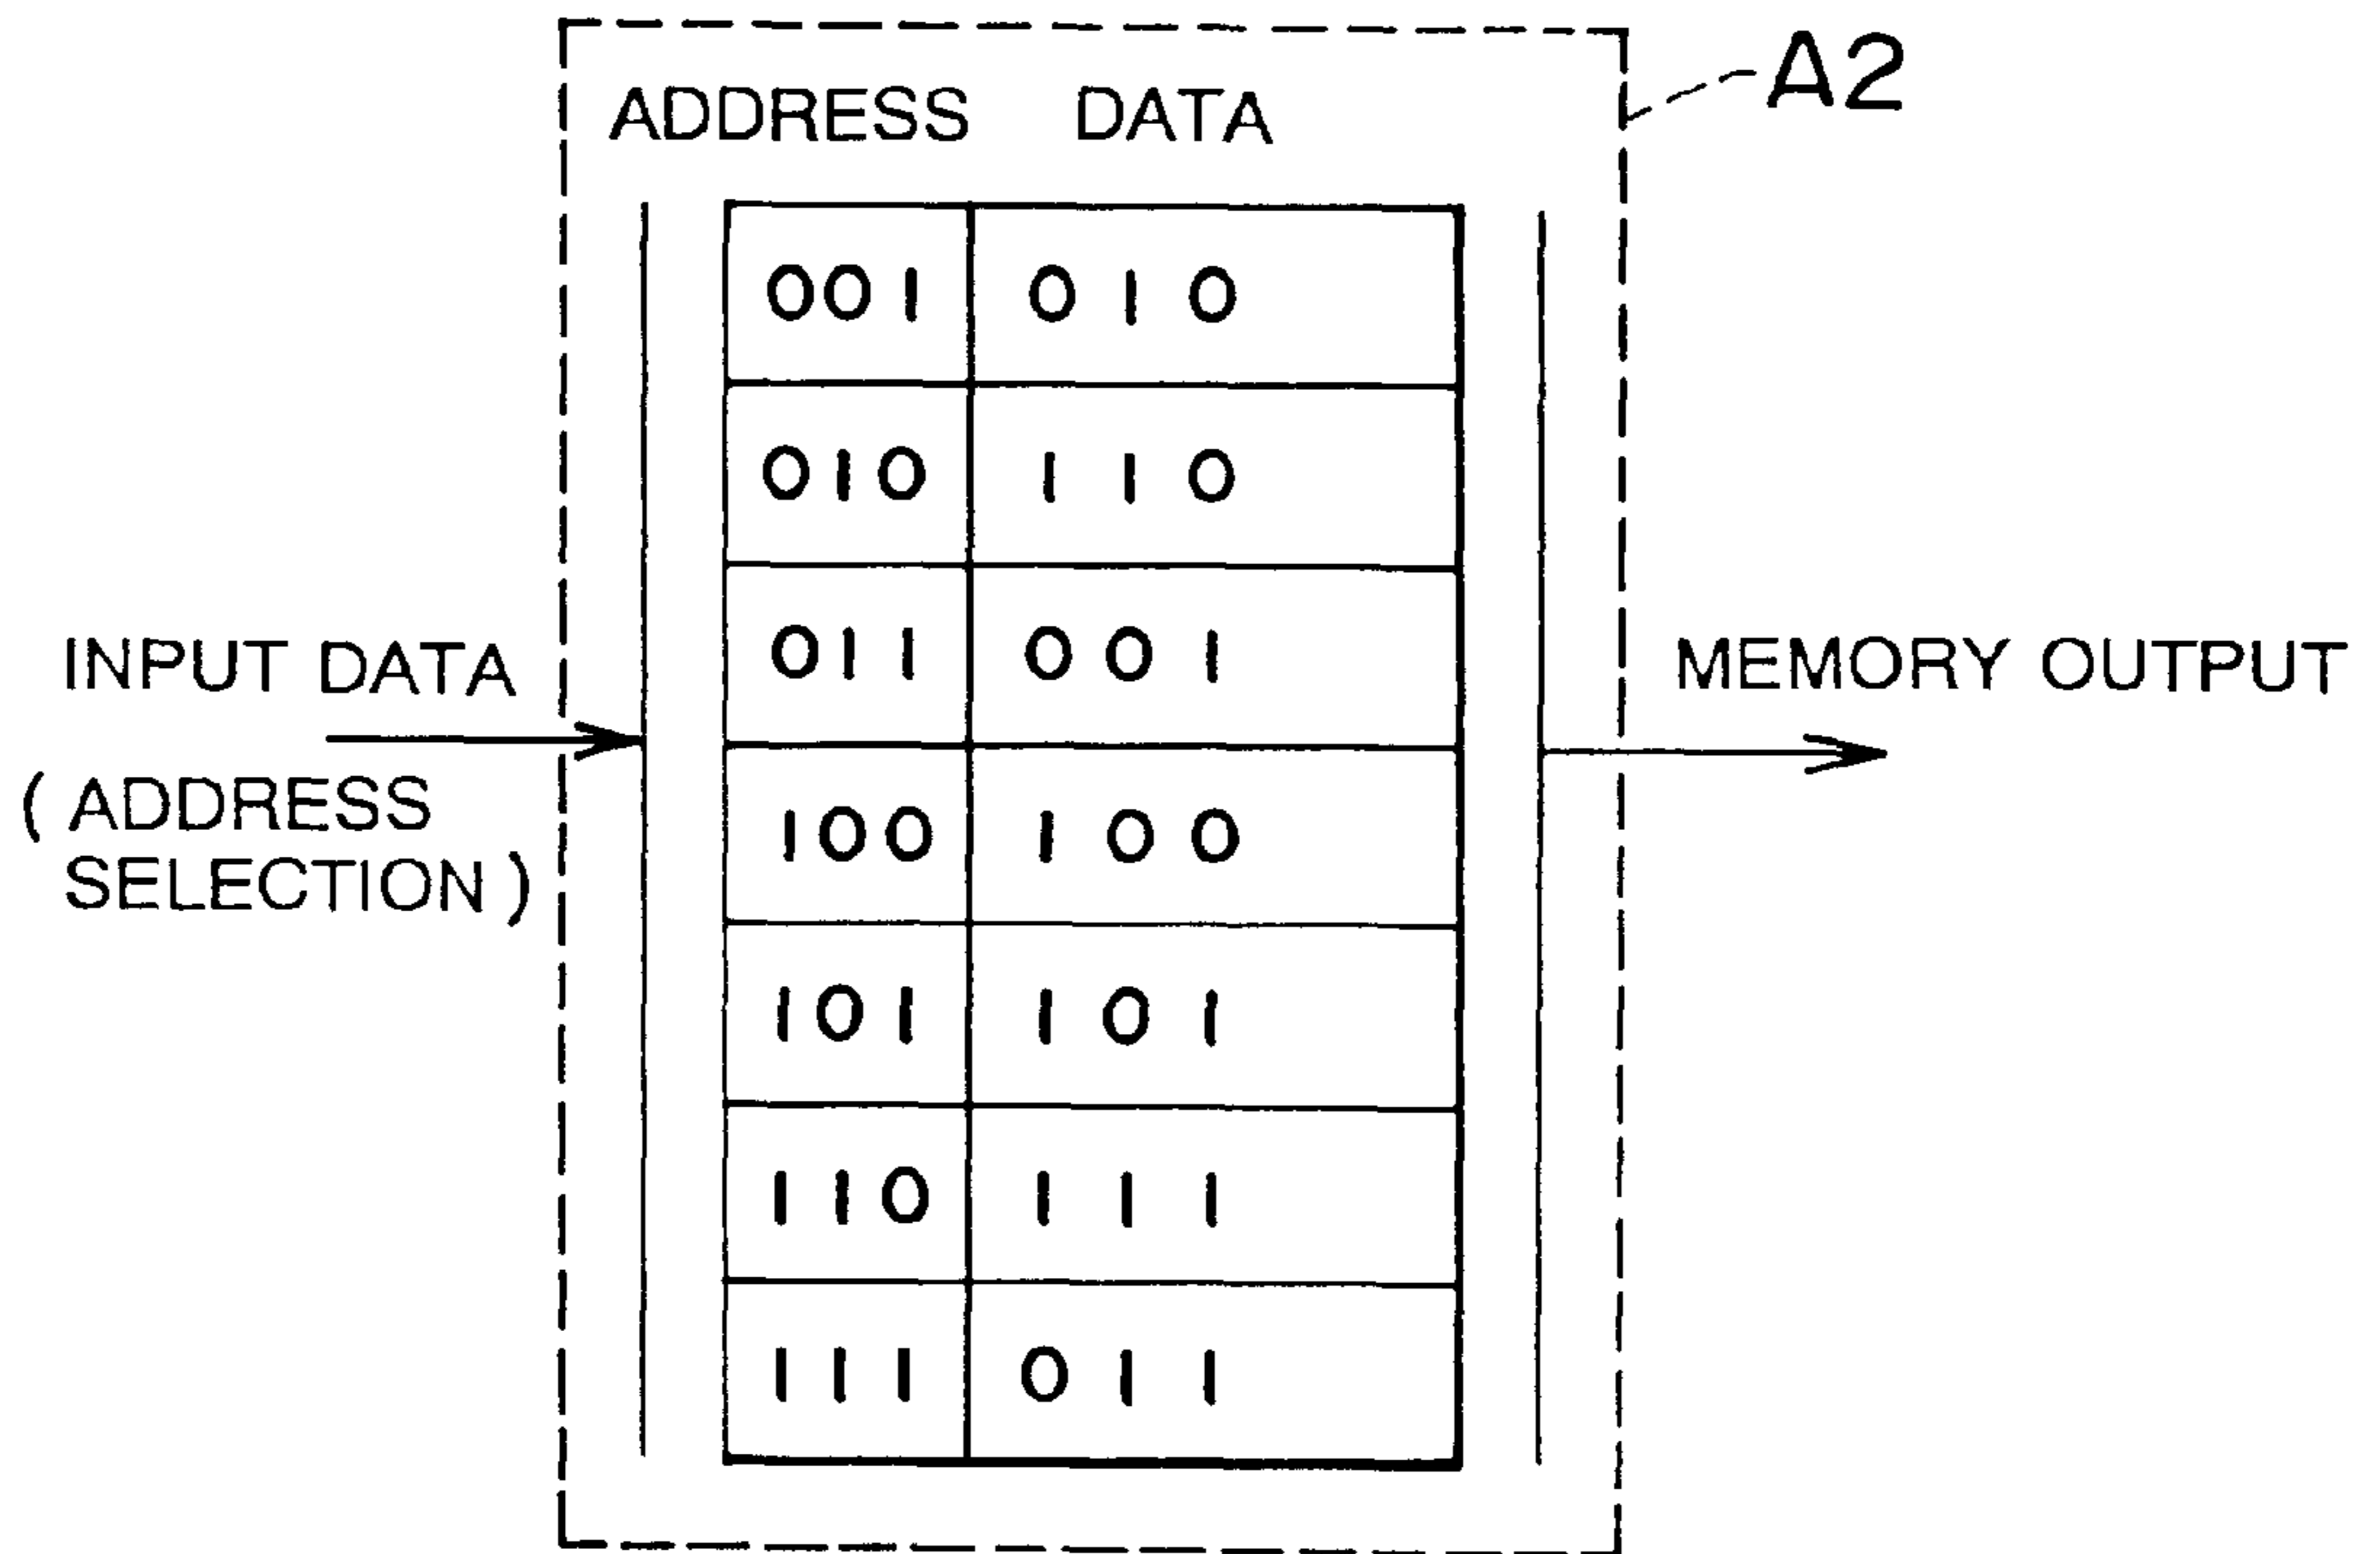 A2
ADDRESS DATA
001 010
010 110
011 001
INPUT DATA
MEMORY OUTPUT
(ADDRESS
SELECTION)
100 100
101 101
110 111
111 011